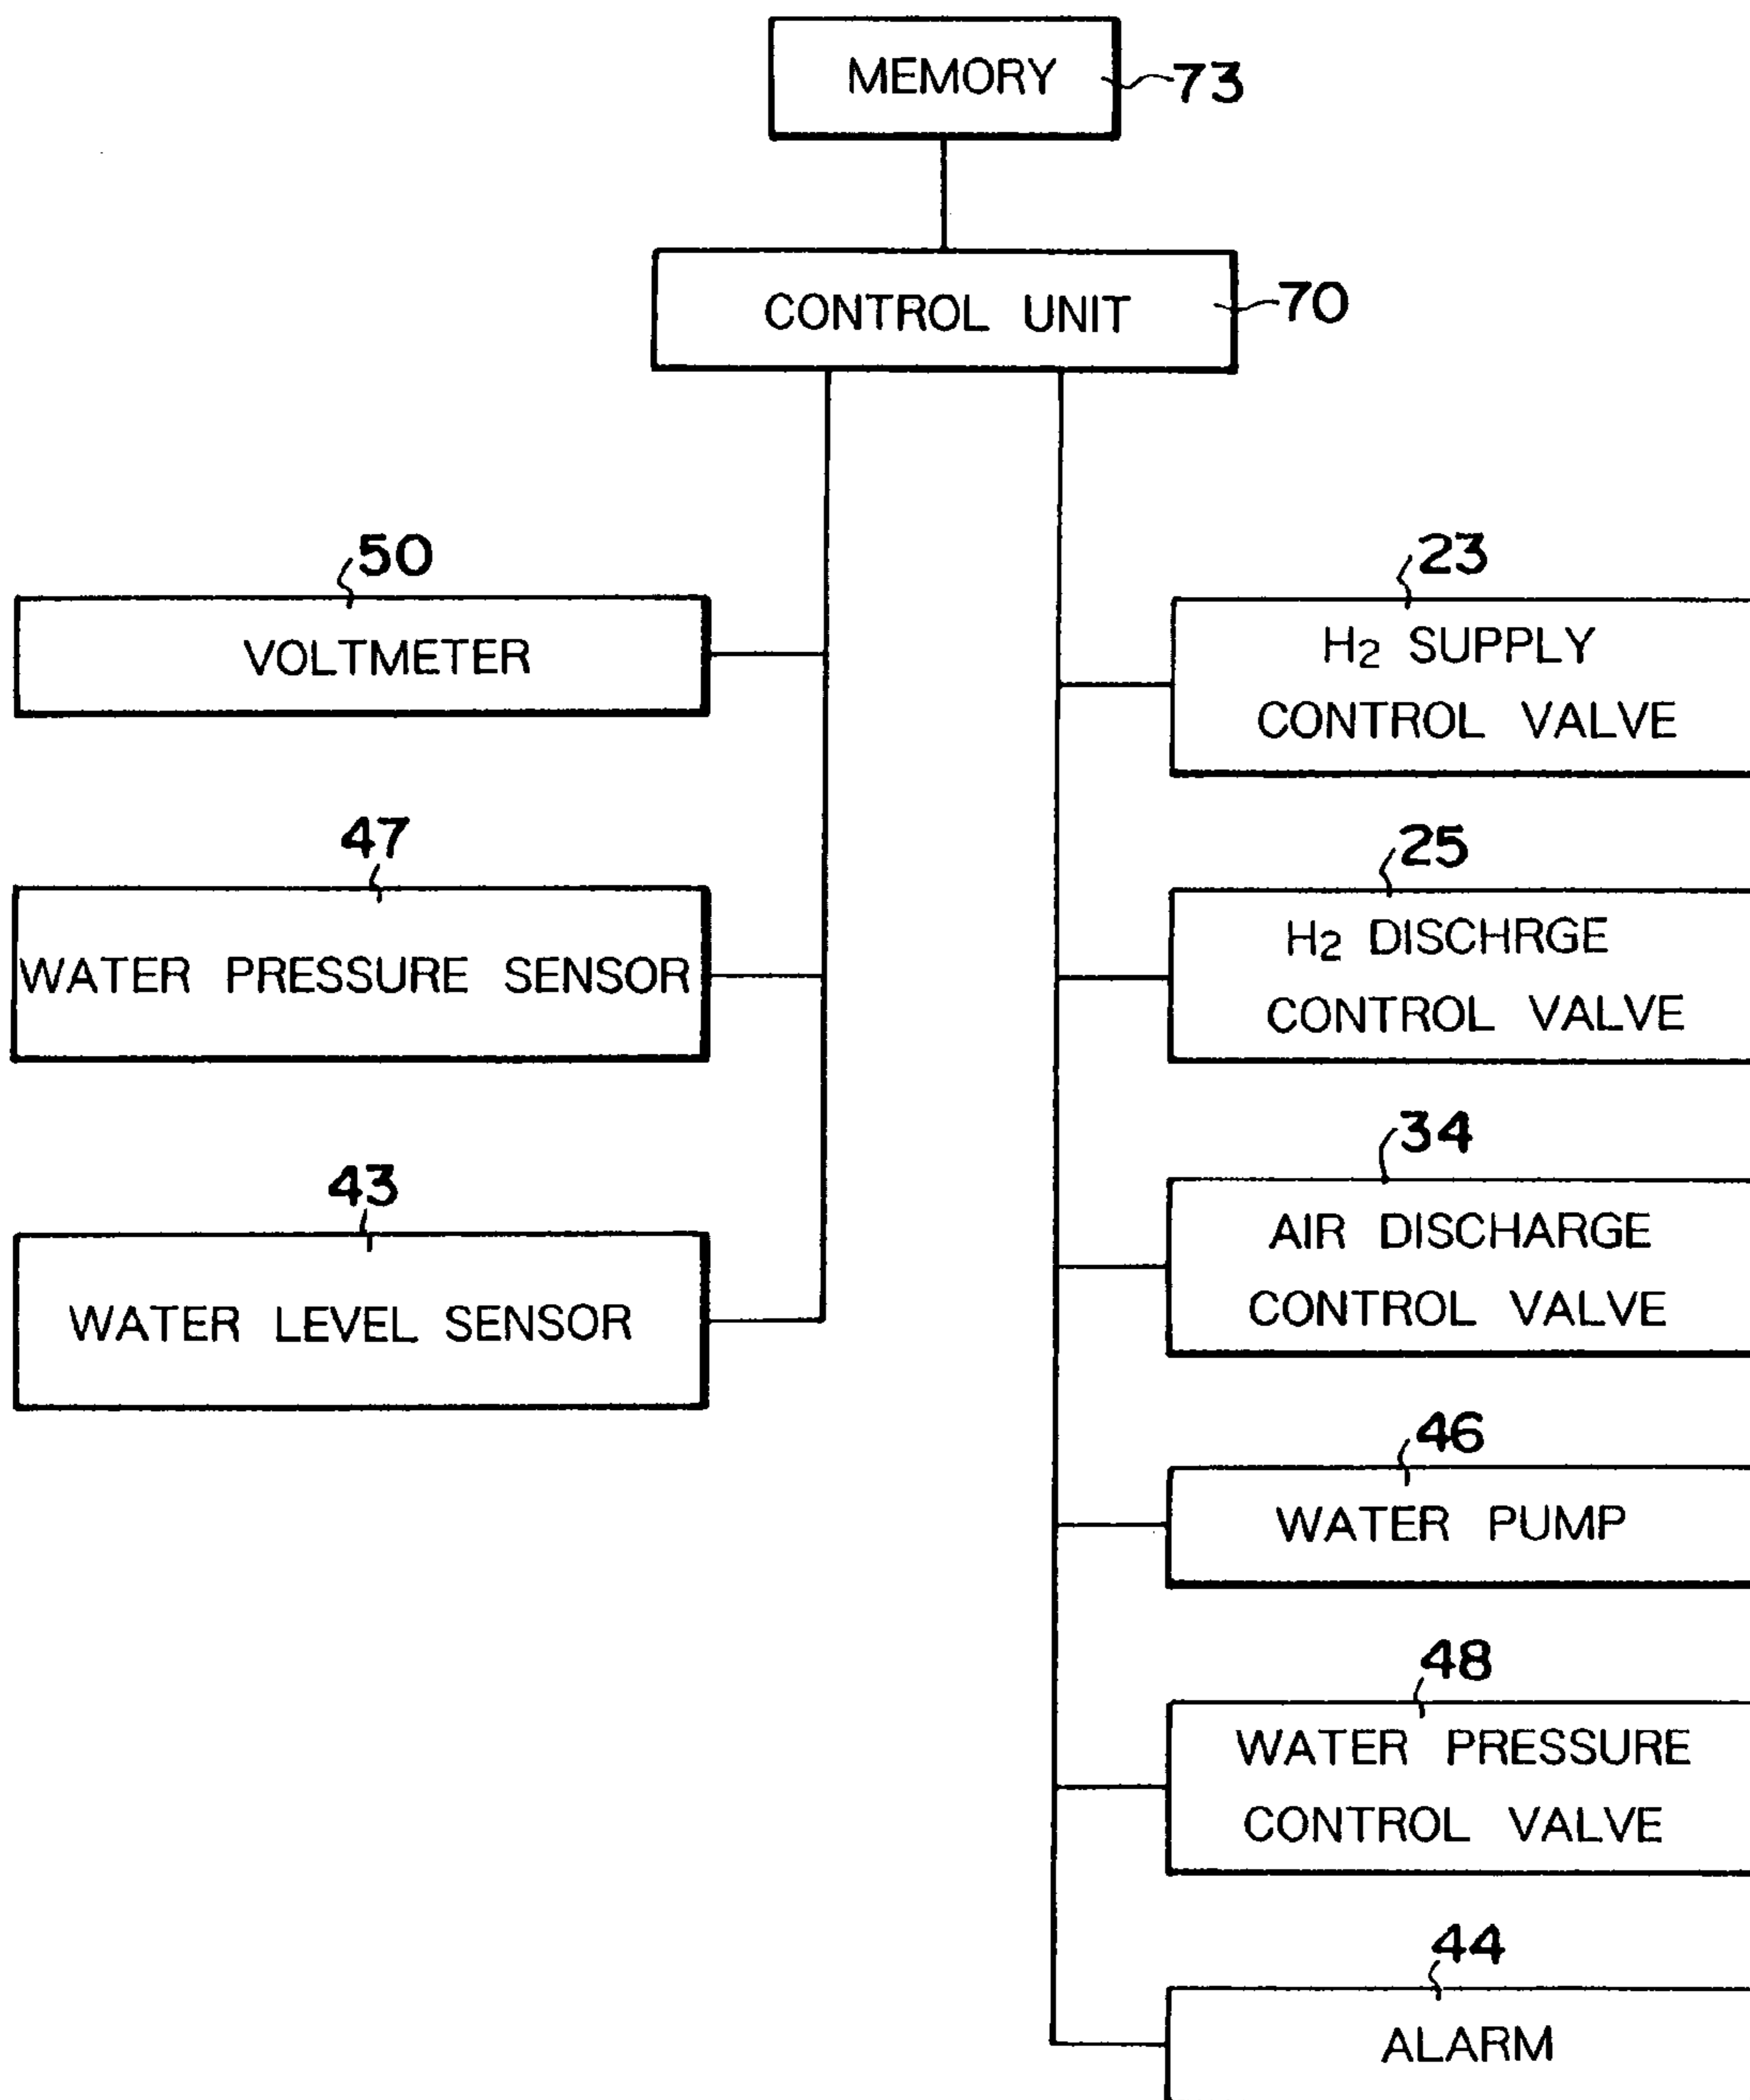 MEMORY
73
CONTROL UNIT
70
50
VOLTMETER
47
WATER PRESSURE SENSOR
43
WATER LEVEL SENSOR
23
H2 SUPPLY
CONTROL VALVE
25
H2 DISCHRGE
CONTROL VALVE
34
AIR DISCHARGE
CONTROL VALVE
46
WATER PUMP
48
WATER PRESSURE
CONTROL VALVE
44
ALARM